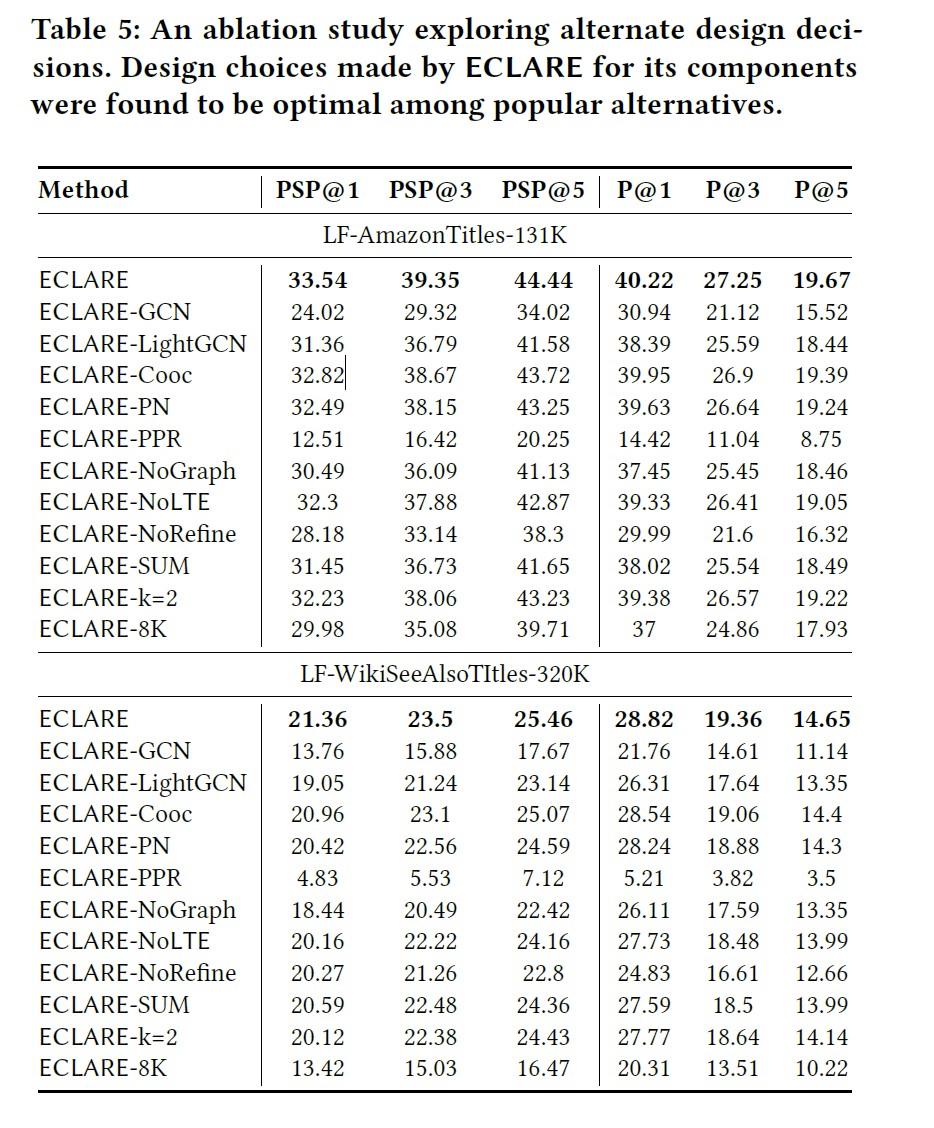 Table 5: An ablation study exploring alternate design deci-
sions. Design choices made by ECLARE for its components
were found to be optimal among popular alternatives.
Method PSP@1 PSP@3 PSP@5 P@1 P@3 P@5
LF-AmazonTitles-131K
ECLARE 33.54 39.35 44.44 40.22 27.25 19.67
ECLARE-GCN 24.02 29.32 34.02 30.94 21.12 15.52
ECLARE-LightGCN 31.36 36.79 41.58 38.39 25.59 18.44
ECLARE-Cooc 32.82 38.67 43.72 39.95 26.9 19.39
ECLARE-PN 32.49 38.15 43.25 39.63 26.64 19.24
ECLARE-PPR 12.51 16.42 20.25 14.42 11.04 8.75
ECLARE-NoGraph 30.49 36.09 41.13 37.45 25.45 18.46
ECLARE-NoLTE 32.3 37.88 42.87 39.33 26.41 19.05
ECLARE-NoRefine 28.18 33.14 38.3 29.99 21.6 16.32
ECLARE-SUM 31.45 36.73 41.65 38.02 25.54 18.49
ECLARE-k=2 32.23 38.06 43.23 39.38 26.57 19.22
ECLARE-8K 29.98 35.08 39.71 37 24.86 17.93
LF-WikiSeeAlsoTItles-320K
ECLARE 21.36 23.5 25.46 28.82 19.36 14.65
ECLARE-GCN 13.76 15.88 17.67 21.76 14.61 11.14
ECLARE-LightGCN 19.05 21.24 23.14 26.31 17.64 13.35
ECLARE-Cooc 20.96 23.1 25.07 28.54 19.06 14.4
ECLARE-PN 20.42 22.56 24.59 28.24 18.88 14.3
ECLARE-PPR 4.83 5.53 7.12 5.21 3.82 3.5
ECLARE-NoGraph 18.44 20.49 22.42 26.11 17.59 13.35
ECLARE-NoLTE 20.16 22.22 24.16 27.73 18.48 13.99
ECLARE-NoRefine 20.27 21.26 22.8 24.83 16.61 12.66
ECLARE-SUM 20.59 22.48 24.36 27.59 18.5 13.99
ECLARE-k=2 20.12 22.38 24.43 27.77 18.64 14.14
ECLARE-8K 13.42 15.03 16.47 20.31 13.51 10.22